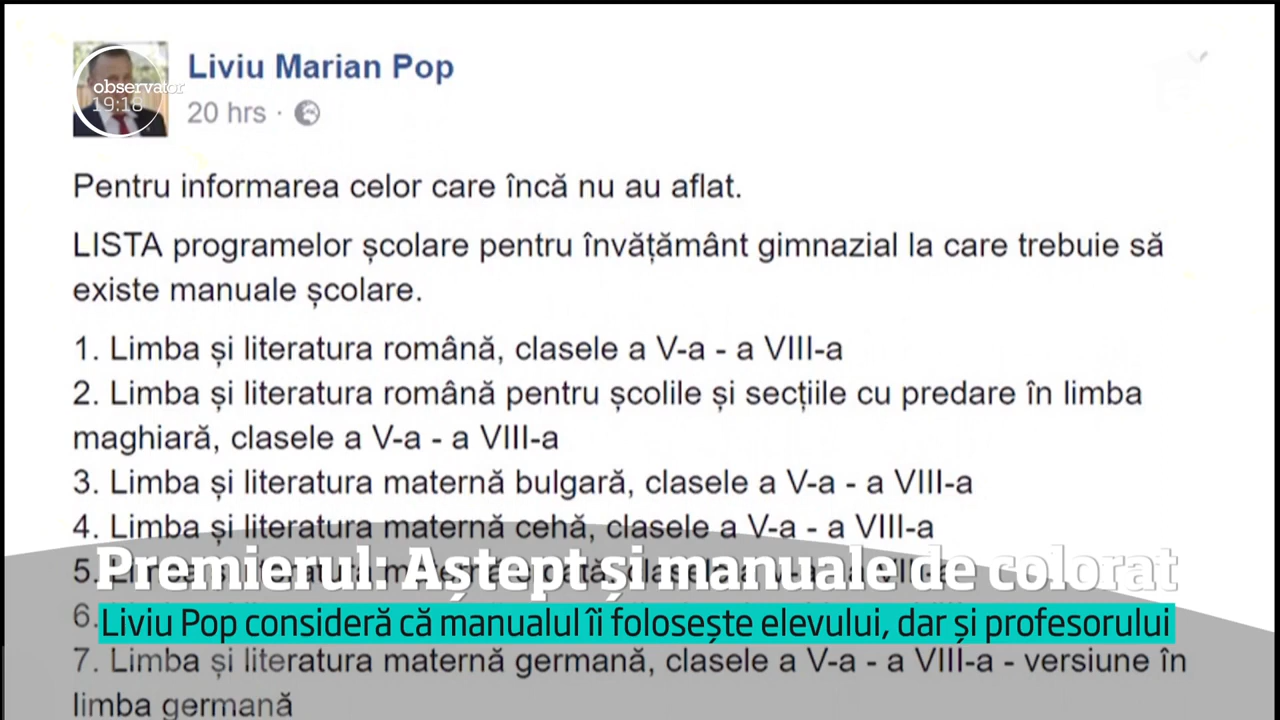 Liviu Marian Pop
observator
19:18
20 hrs
Pentru informarea celor care încă nu au aflat.
LISTA programelor școlare pentru învățământ gimnazial la care trebuie să
existe manuale școlare.
1. Limba și literatura română, clasele a V-a - a VIII-a
2. Limba și literatura română pentru școlile și secțiile cu predare în limba
maghiară, clasele a V-a - a VIII-a
3. Limba și literatura maternă bulgară, clasele a V-a - a VIII-a
4. Limba și literatura maternă cehă, clasele a V-a - a VIII-a
Premierul: Aștept și manuale de colorat
5.
6.
Liviu Pop consideră că manualul îi folosește elevului, dar și profesorului
7. Limba și literatura maternă germană, clasele a V-a - a VIII-a - versiune în
limba germană